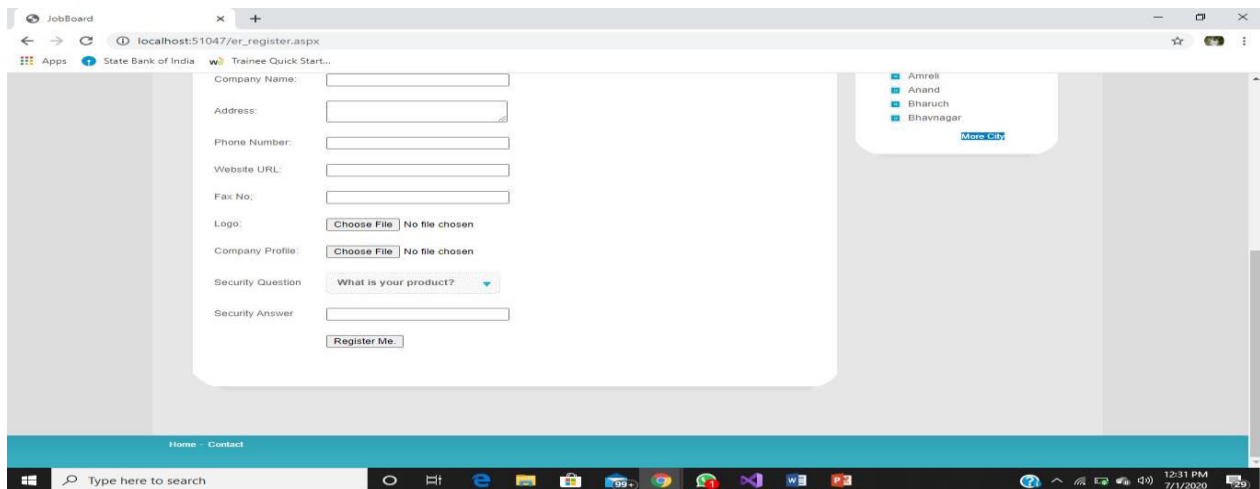 JobBoard
localhost:51047/er_register.aspx
Apps State Bank of India Trainee Quick Start...
Company Name:
Address:
Phone Number:
Website URL:
Fax No;
Logo: Choose File No file chosen
Company Profile: Choose File No file chosen
Security Question What is your product?
Security Answer
Register Me.
Amreli
Anand
Bharuch
Bhavnagar
More City
Home - Contact
Type here to search
99+
1
12:31 PM
7/1/2020
29